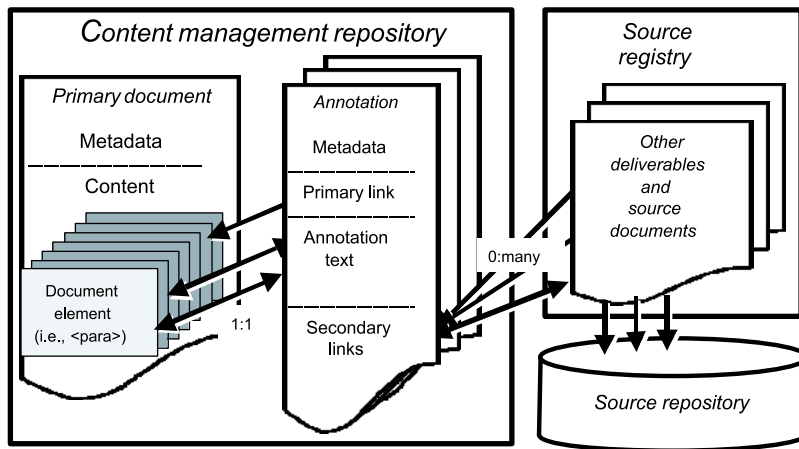 Content management repository
Primary document
Metadata
Content
Document
element
(i.e., <para>)
1:1
Annotation
Metadata
Primary link
Annotation
text
Secondary
links
0:many
Source
registry
Other
deliverables
and
source
documents
Source repository